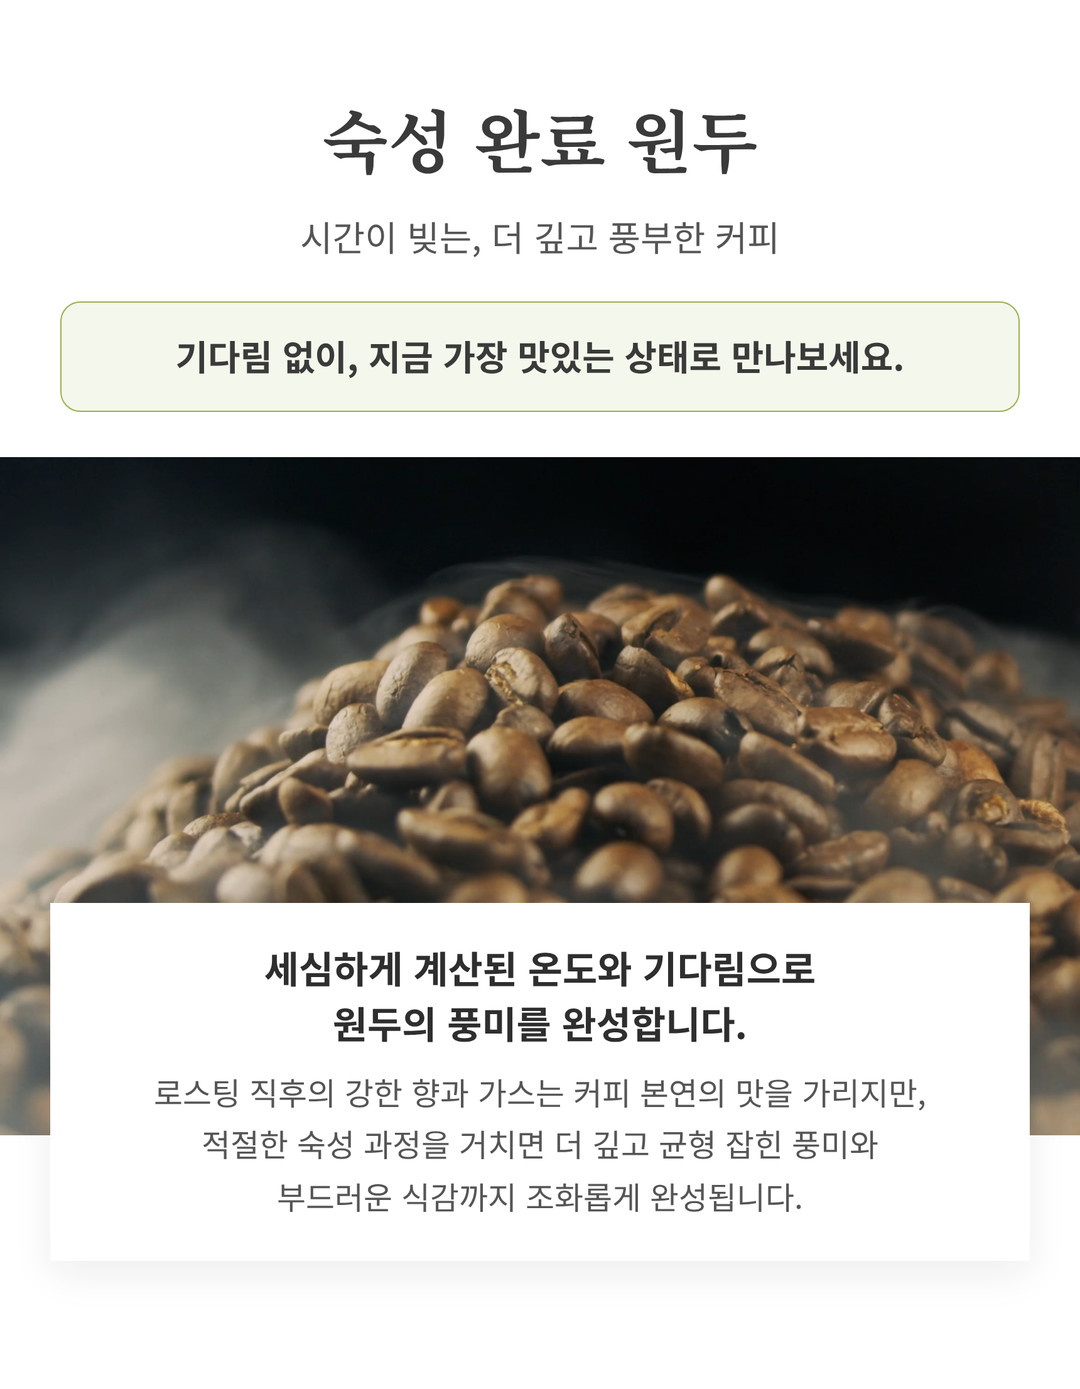 숙성 완료 원두
시간이 빚는, 더 깊고 풍부한 커피
기다림 없이, 지금 가장 맛있는 상태로 만나보세요.
세심하게 계산된 온도와 기다림으로
원두의 풍미를 완성합니다.
로스팅 직후의 강한 향과 가스는 커피 본연의 맛을 가리지만,
적절한 숙성 과정을 거치면 더 깊고 균형 잡힌 풍미와
부드러운 식감까지 조화롭게 완성됩니다.